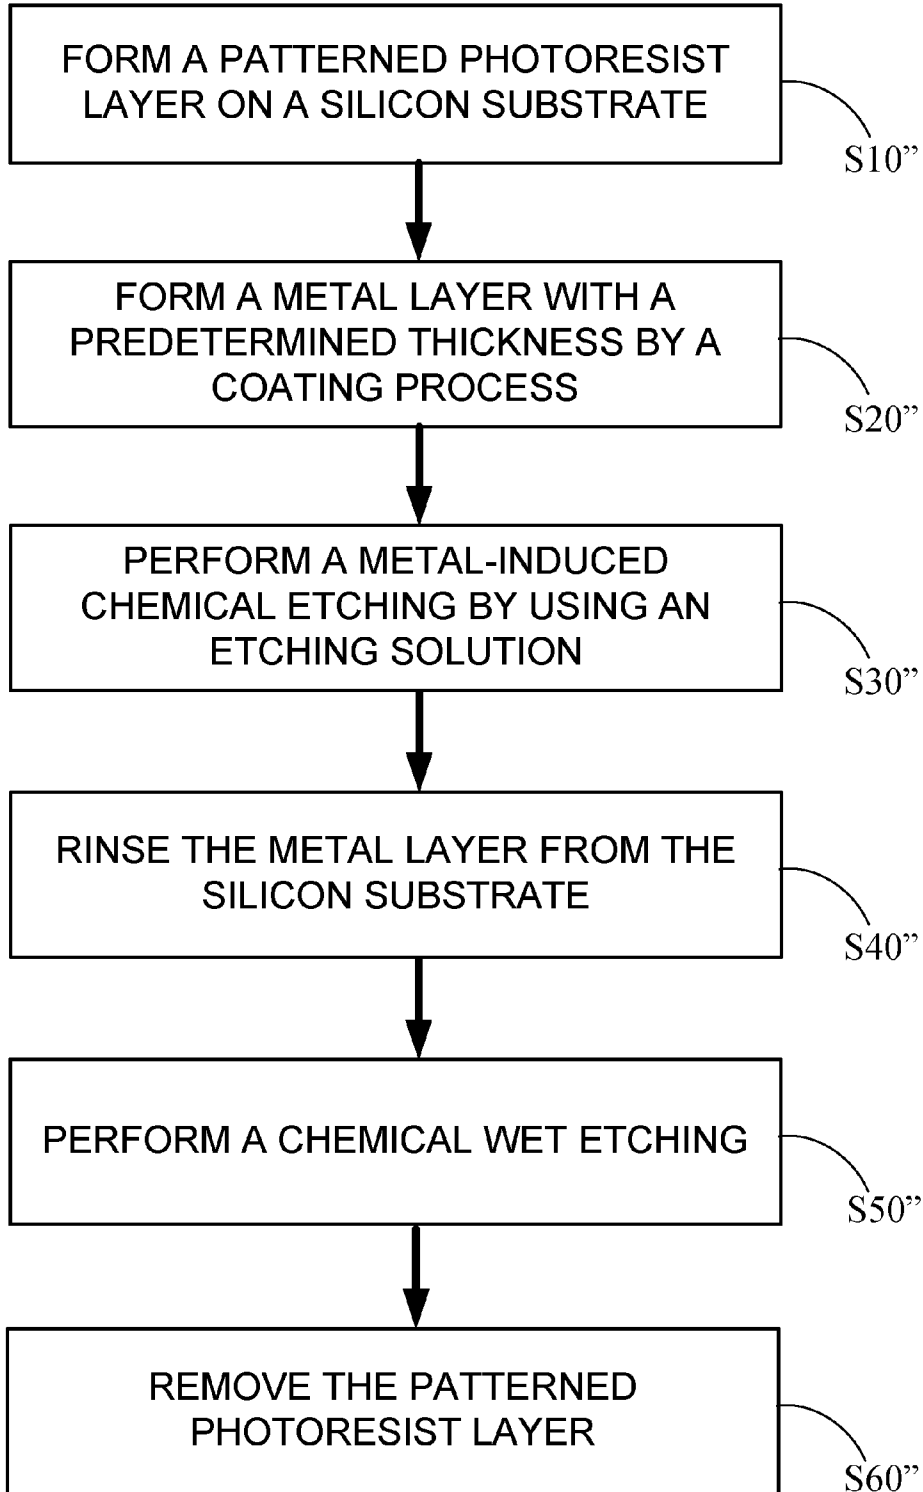 FORM A PATTERNED PHOTORESIST
LAYER ON A SILICON SUBSTRATE
S10”
FORM A METAL LAYER WITH A
PREDETERMINED THICKNESS BY A
COATING PROCESS
S20”
PERFORM A METAL-INDUCED
CHEMICAL ETCHING BY USING AN
ETCHING SOLUTION
S30”
RINSE THE METAL LAYER FROM THE
SILICON SUBSTRATE
S40”
PERFORM A CHEMICAL WET ETCHING
S50”
REMOVE THE PATTERNED
PHOTORESIST LAYER
S60”